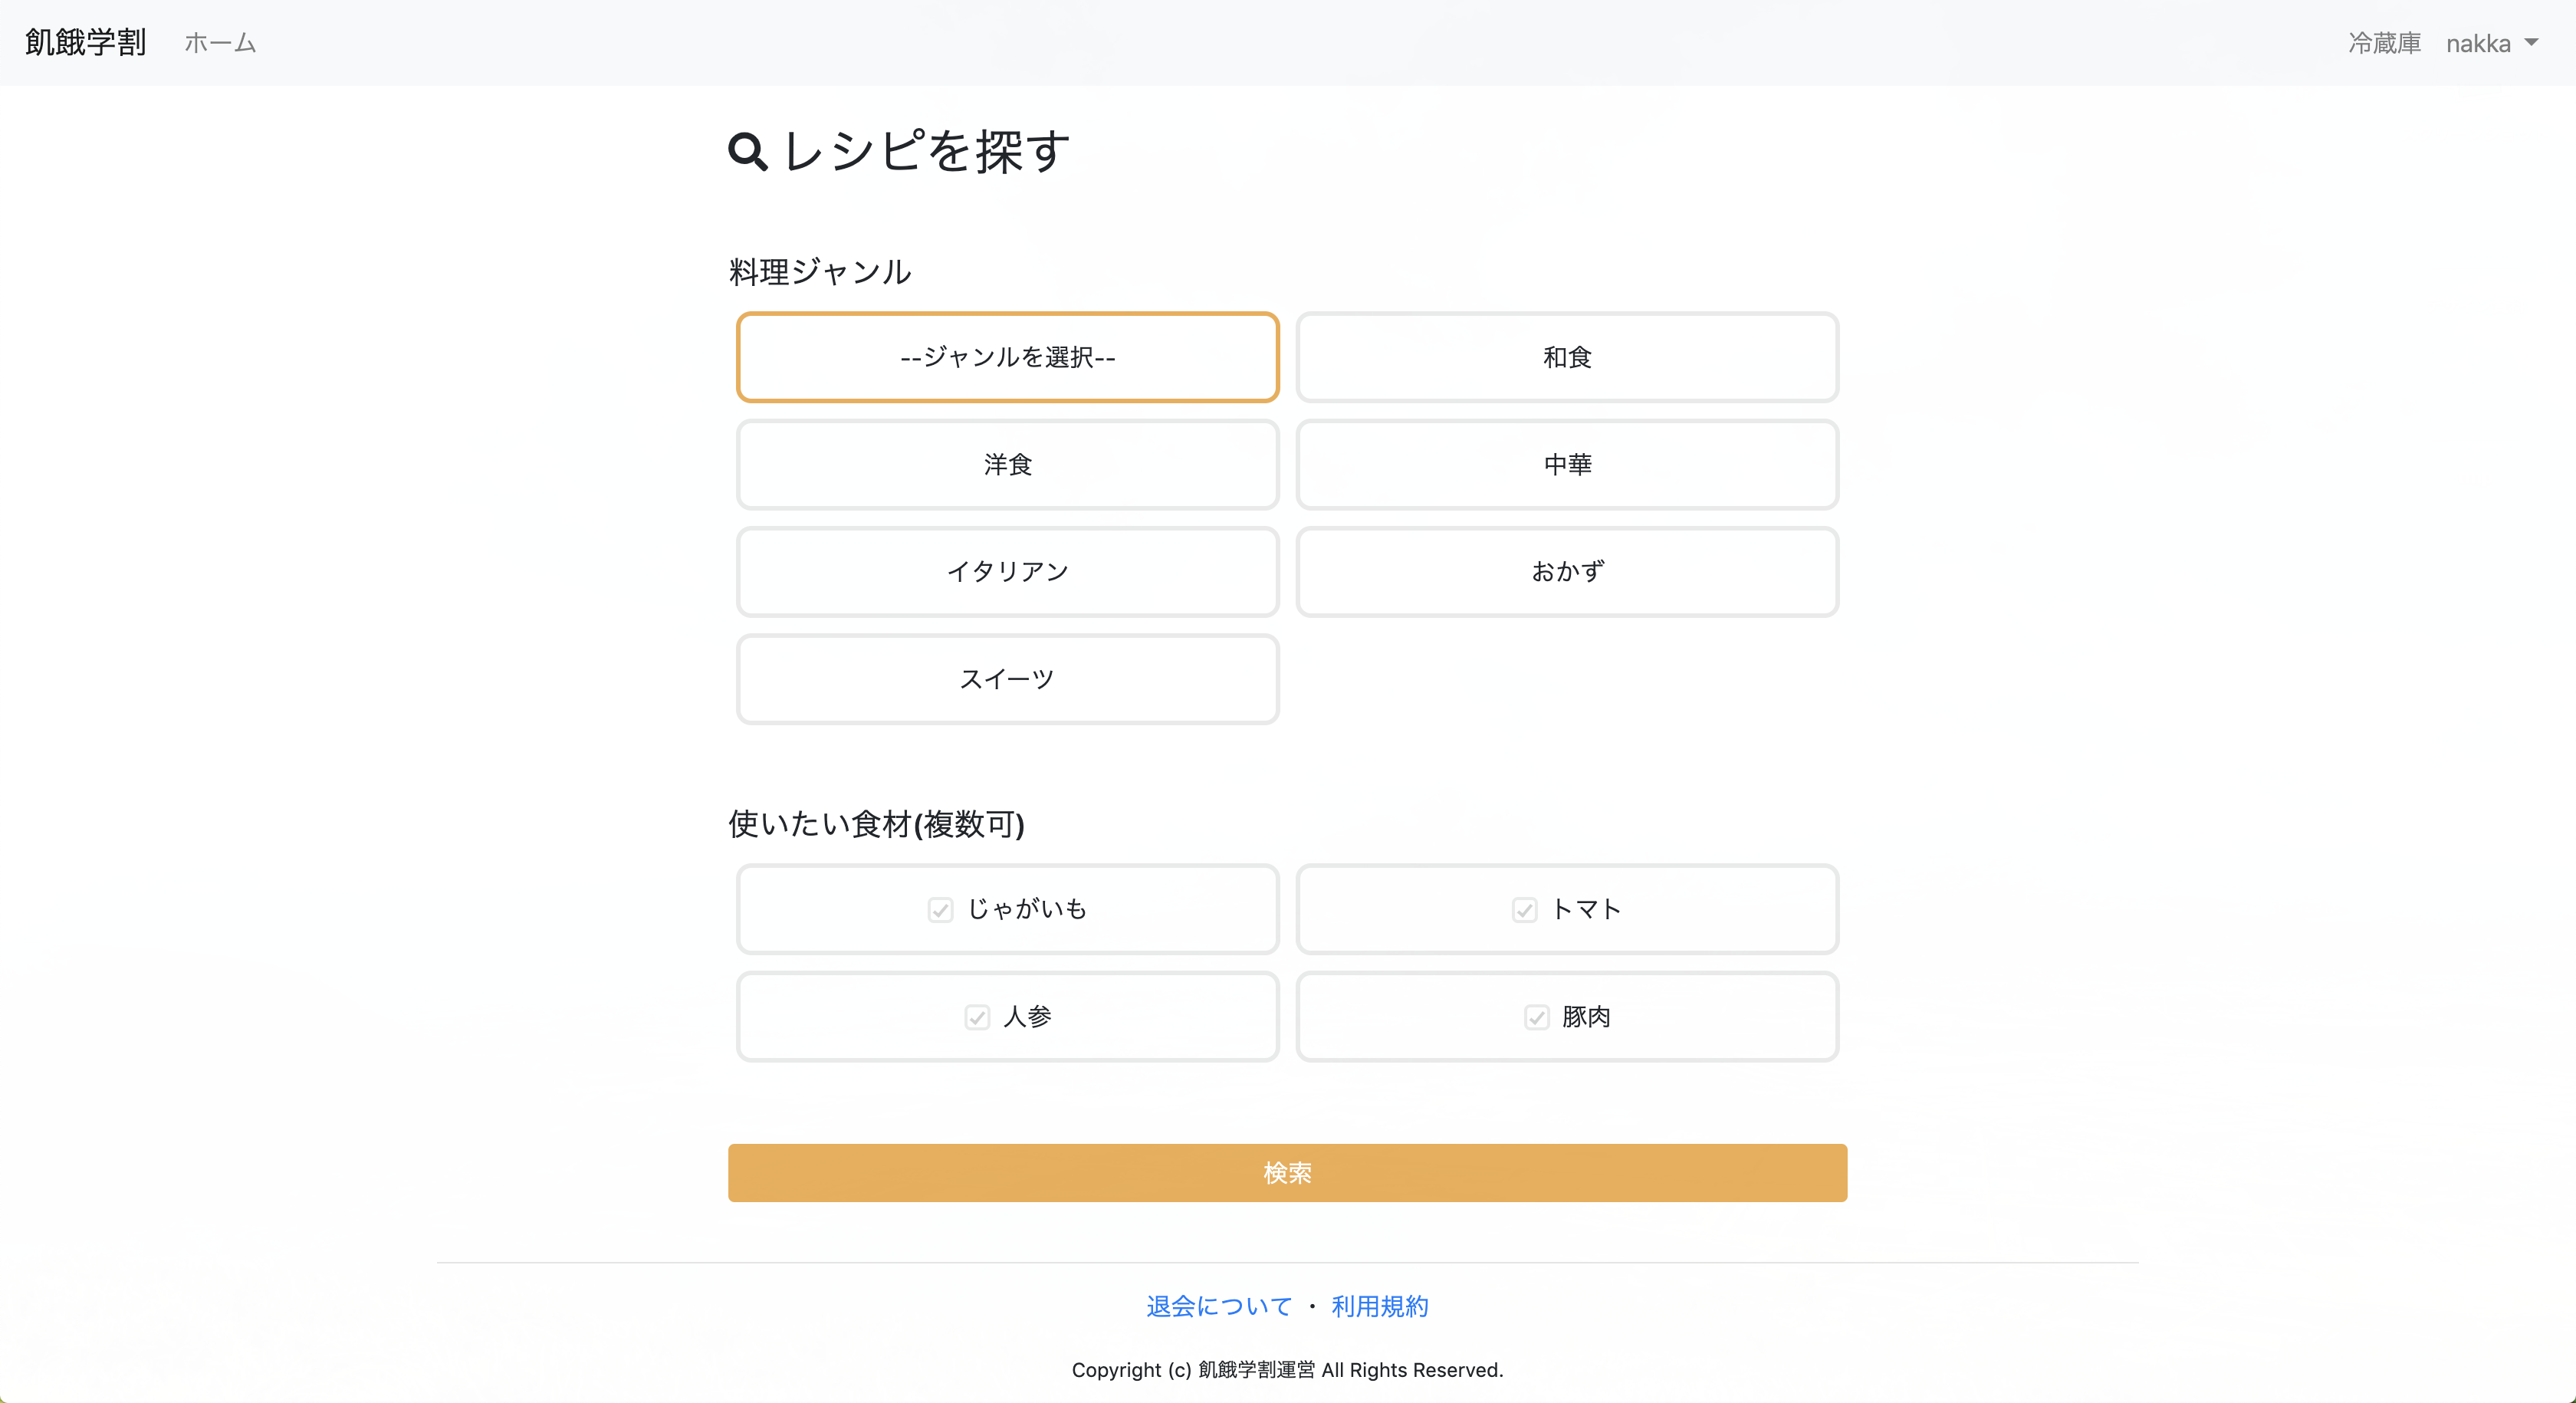 飢餓学割 ホーム 冷蔵庫 nakka
レシピを探す
料理ジャンル
--ジャンルを選択-- 和食
洋食 中華
イタリアン おかず
スイーツ
使いたい食材(複数可)
じゃがいも トマト
人参 豚肉
検索
退会について ・ 利用規約
Copyright (c) 飢餓学割運営 All Rights Reserved.